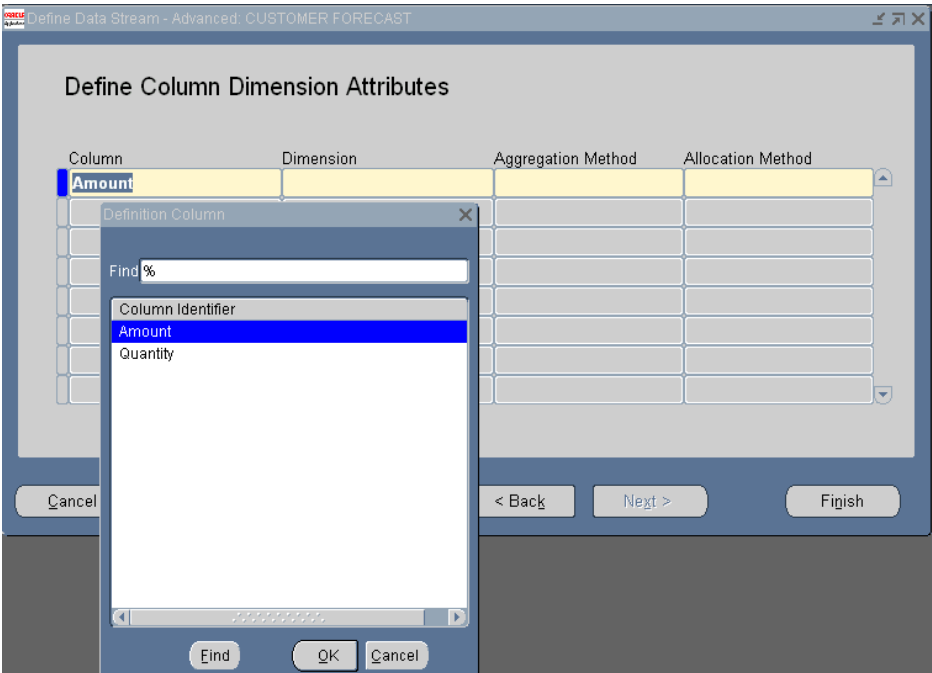 ORACLE
Define Data Stream - Advanced: CUSTOMER FORECAST
Define Column Dimension Attributes
Column Dimension Aggregation Method Allocation Method
Amount
Definition Column
Find %
Column Identifier
Amount
Quantity
Cancel < Back Next > Finish
Find OK Cancel